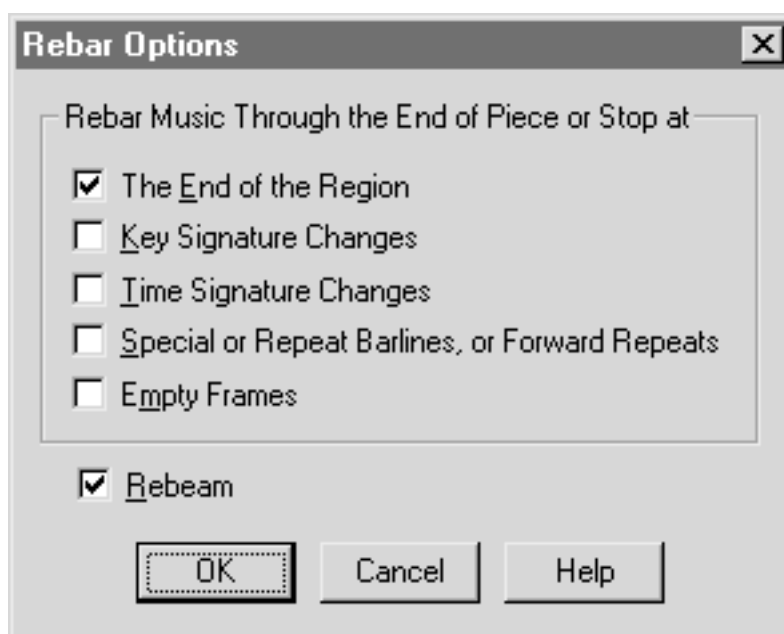 Rebar Options
Rebar Music Through the End of Piece or Stop at
The End of the Region
Key Signature Changes
Time Signature Changes
Special or Repeat Barlines, or Forward Repeats
Empty Frames
Rebeam
OK Cancel Help